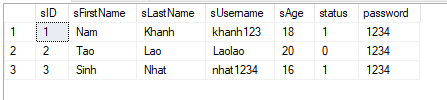 sID sFirstName sLastName sUsername sAge status password
1 1 Nam Khanh khanh123 18 1 1234
2 2 Tao Lao Laolao 20 0 1234
3 3 Sinh Nhat nhat1234 16 1 1234